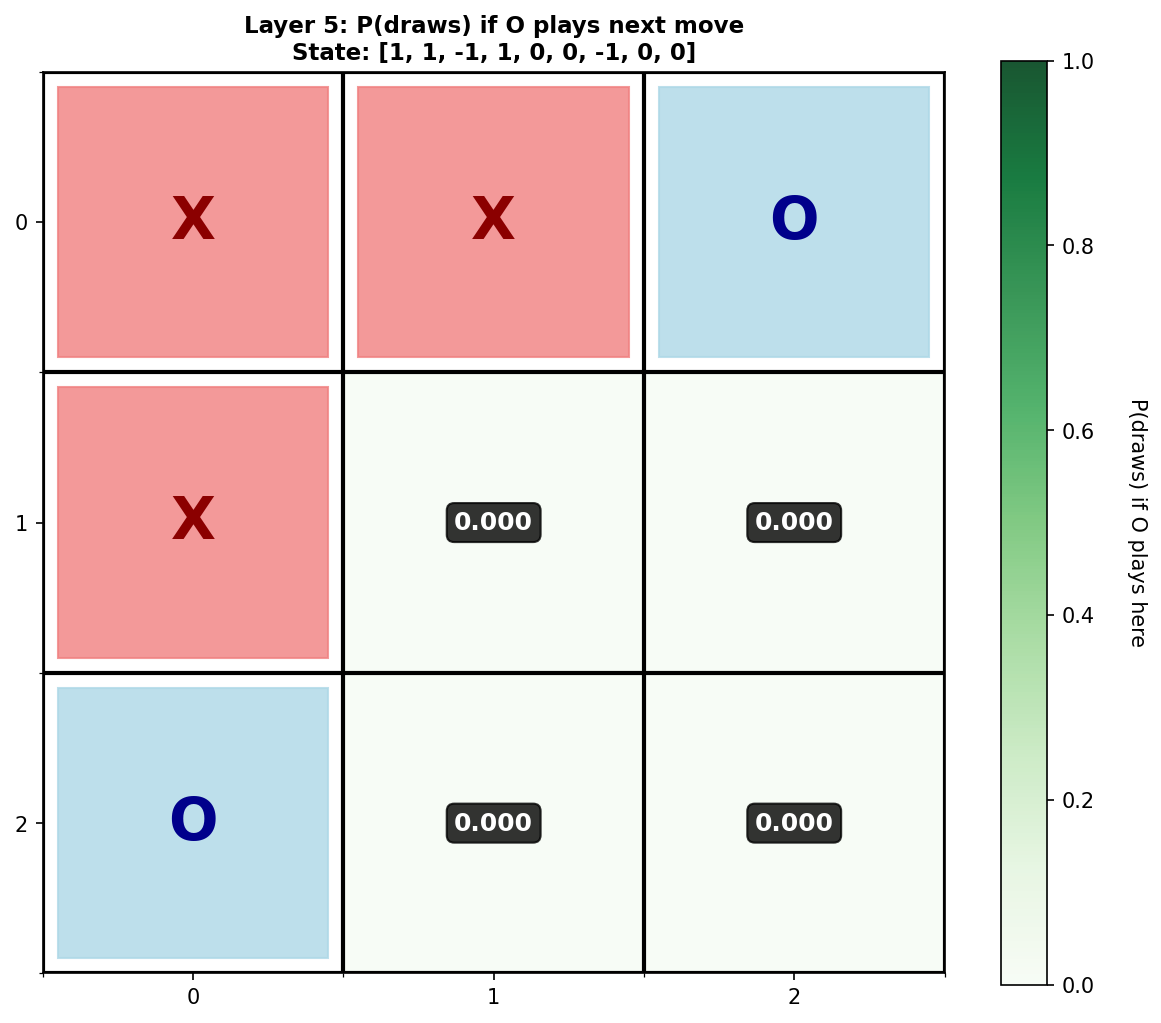 Layer 5: P(draws) if O plays next move
State: [1, 1, -1, 1, 0, 0, -1, 0, 0]
X X O
X 0.000 0.000
O 0.000 0.000
0
1
2
0 1 2
1.0
0.8
0.6
0.4
0.2
0.0
P(draws) if O plays here